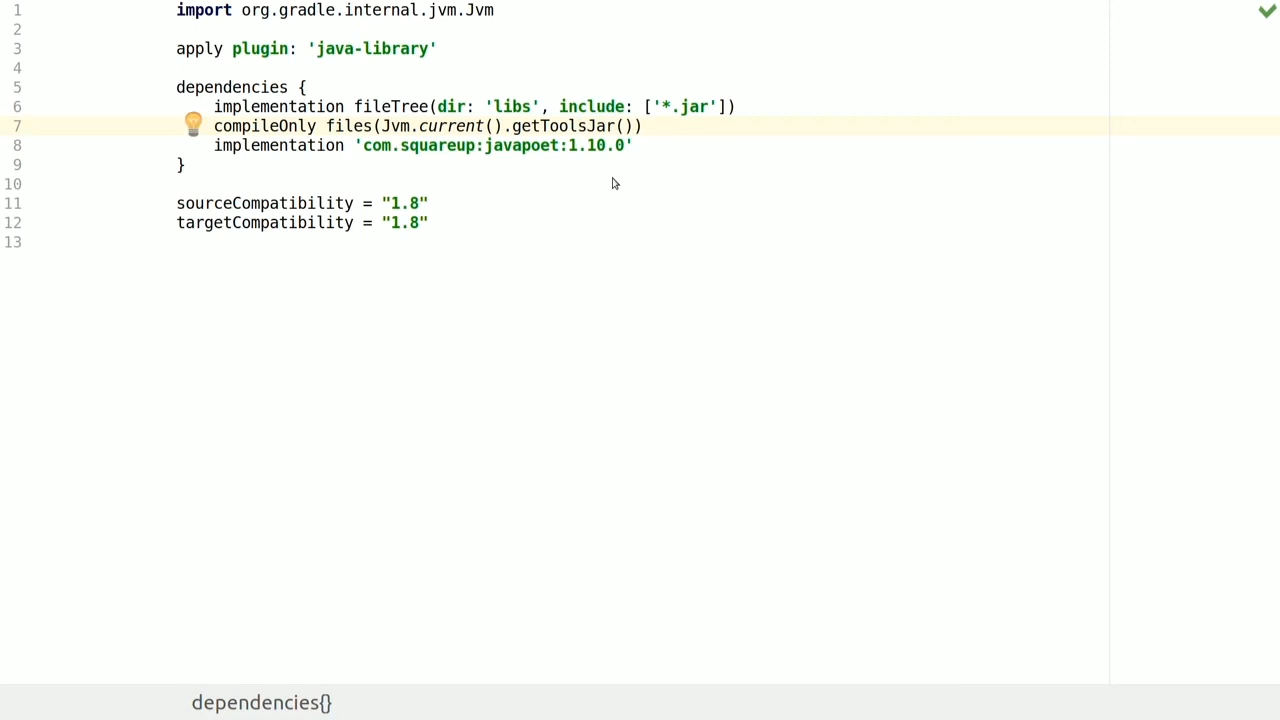 1 import org.gradle.internal.jvm.Jvm
2
3 apply plugin: 'java-library'
4
5 dependencies {
6     implementation fileTree(dir: 'libs', include: ['*.jar'])
7     compileOnly files(Jvm.current().getToolsJar())
8     implementation 'com.squareup:javapoet:1.10.0'
9 }
10
11 sourceCompatibility = "1.8"
12 targetCompatibility = "1.8"
13
dependencies{}